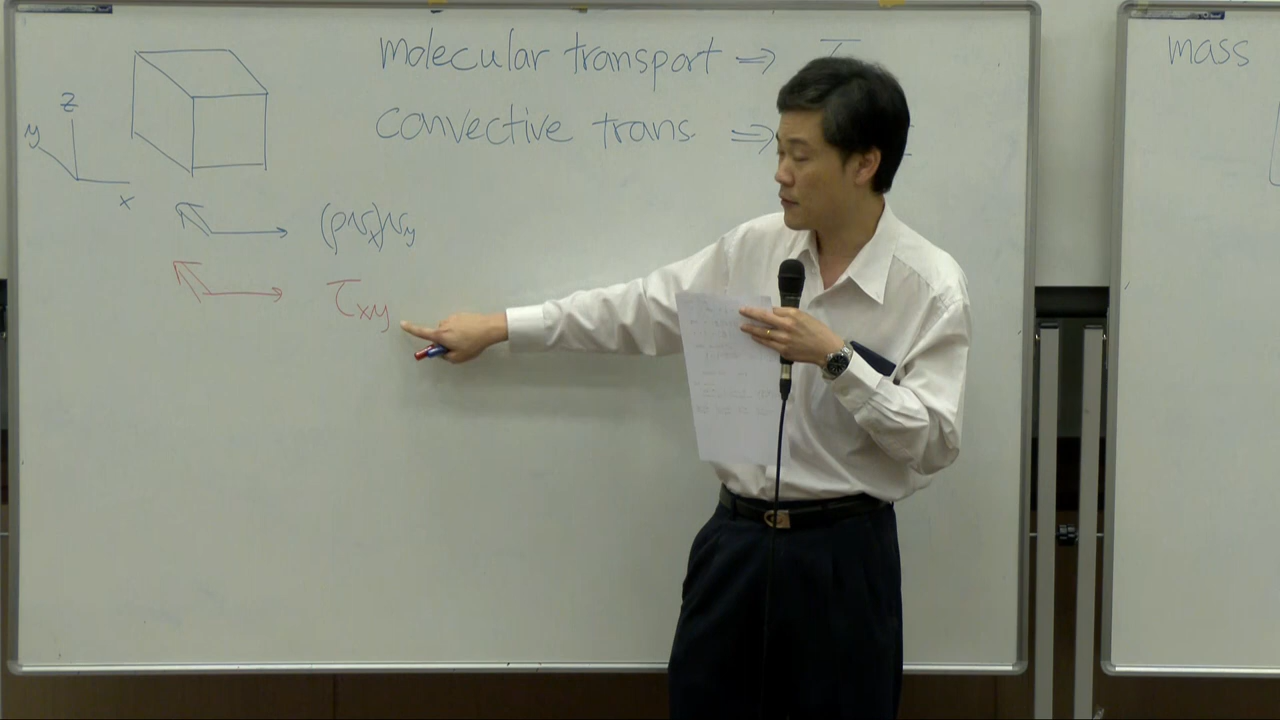 molecular transport ⇒ τ
convective trans. ⇒
z
y
x
(ρvx)vy
τxy
mass